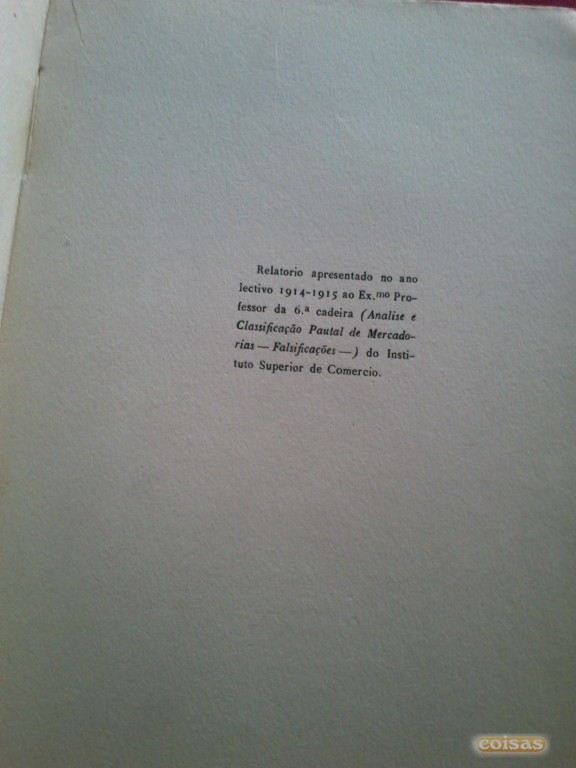 Relatorio apresentado no ano
lectivo 1914-1915 ao Ex.mo Pro-
fessor da 6.ª cadeira (Analise e
Classificação Pautal de Mercado-
rias — Falsificações —) do Insti-
tuto Superior de Comercio.
coisas